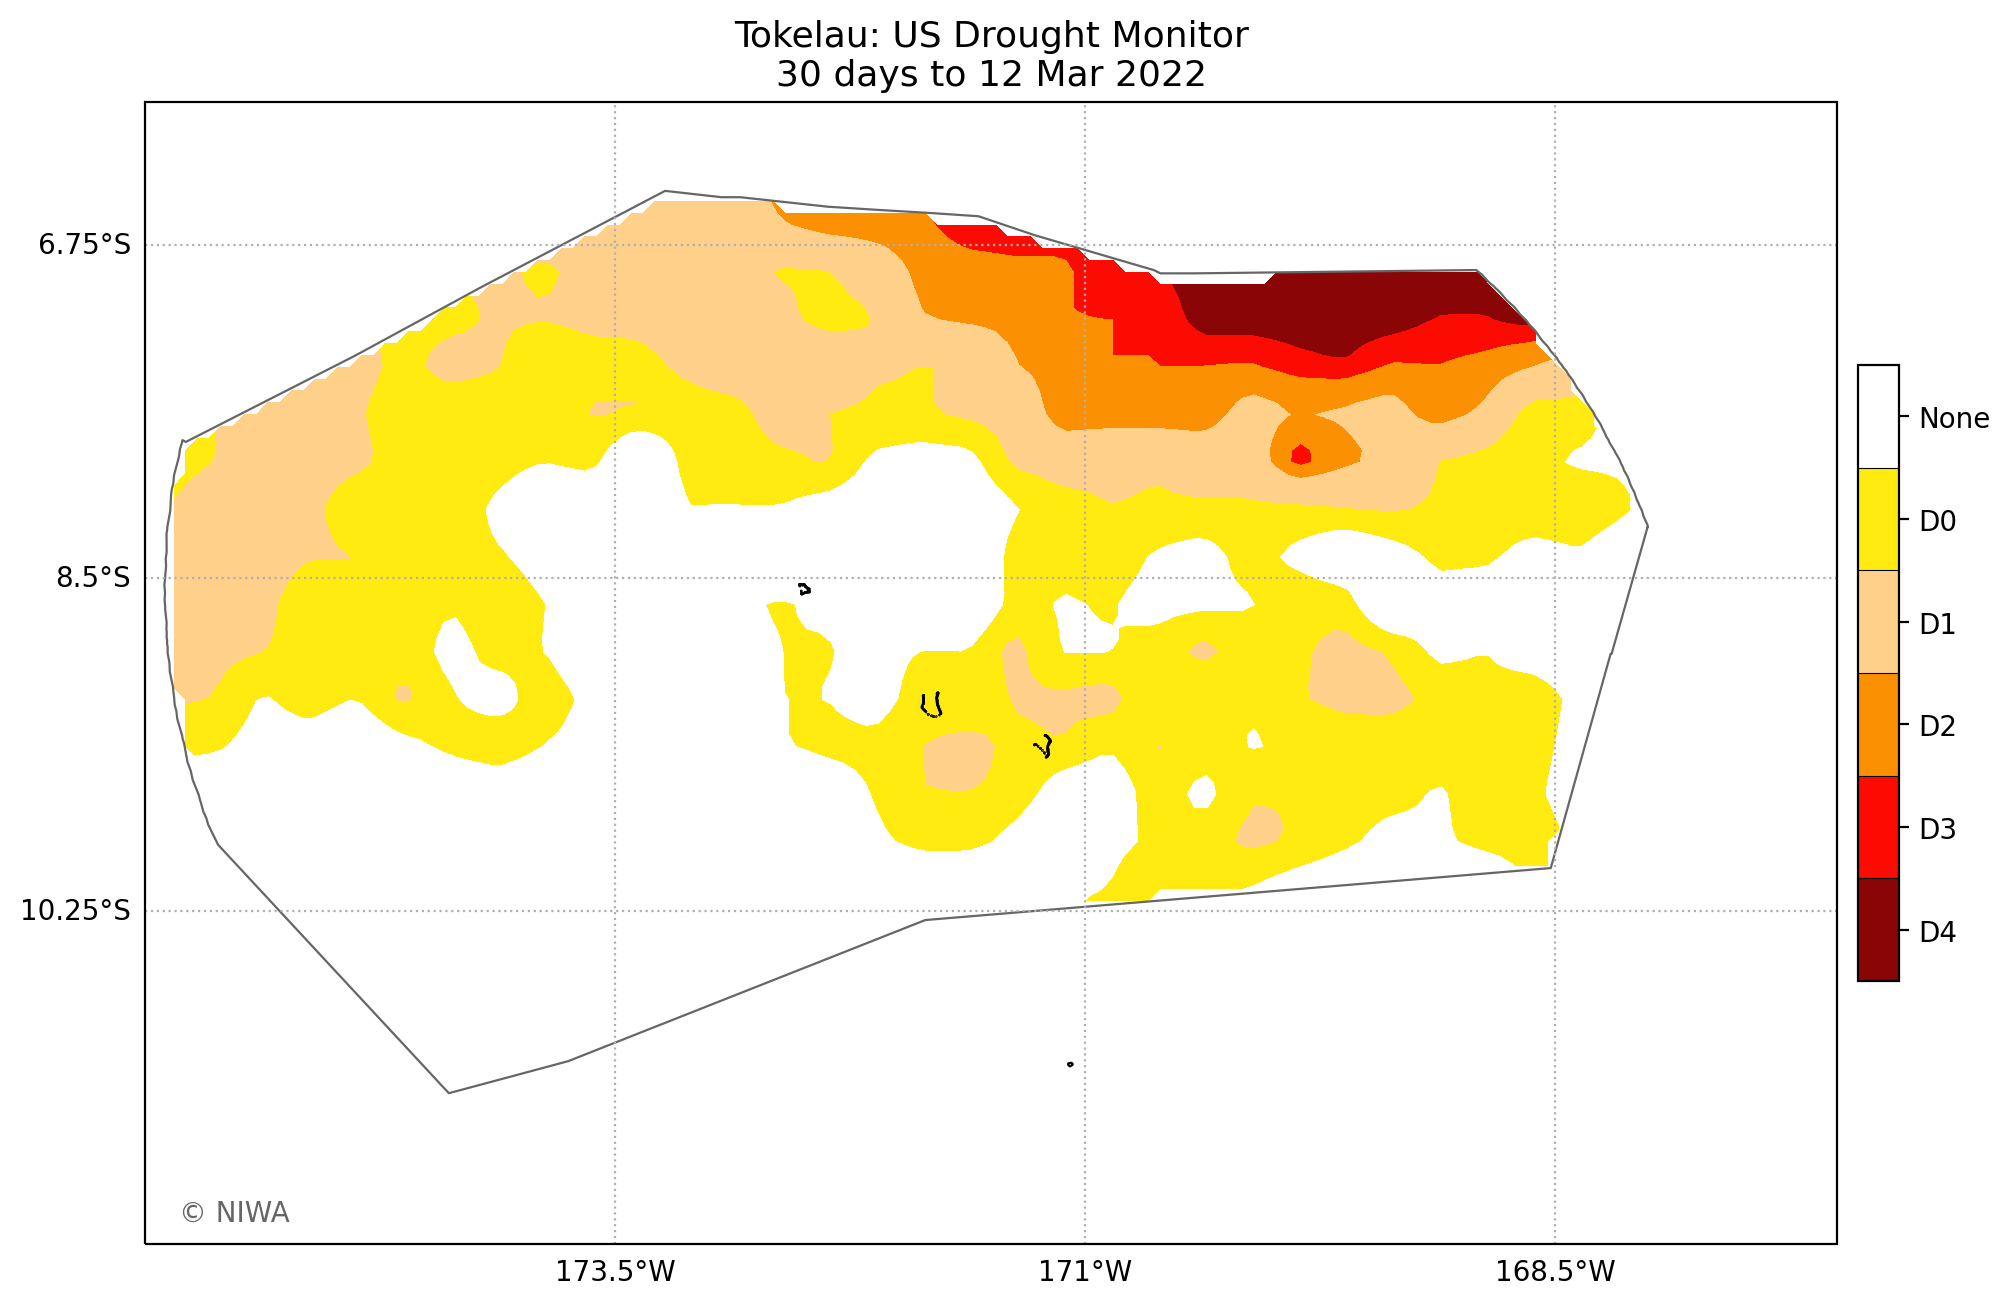 Tokelau: US Drought Monitor
30 days to 12 Mar 2022
6.75°S
8.5°S
10.25°S
173.5°W
171°W
168.5°W
None
D0
D1
D2
D3
D4
© NIWA